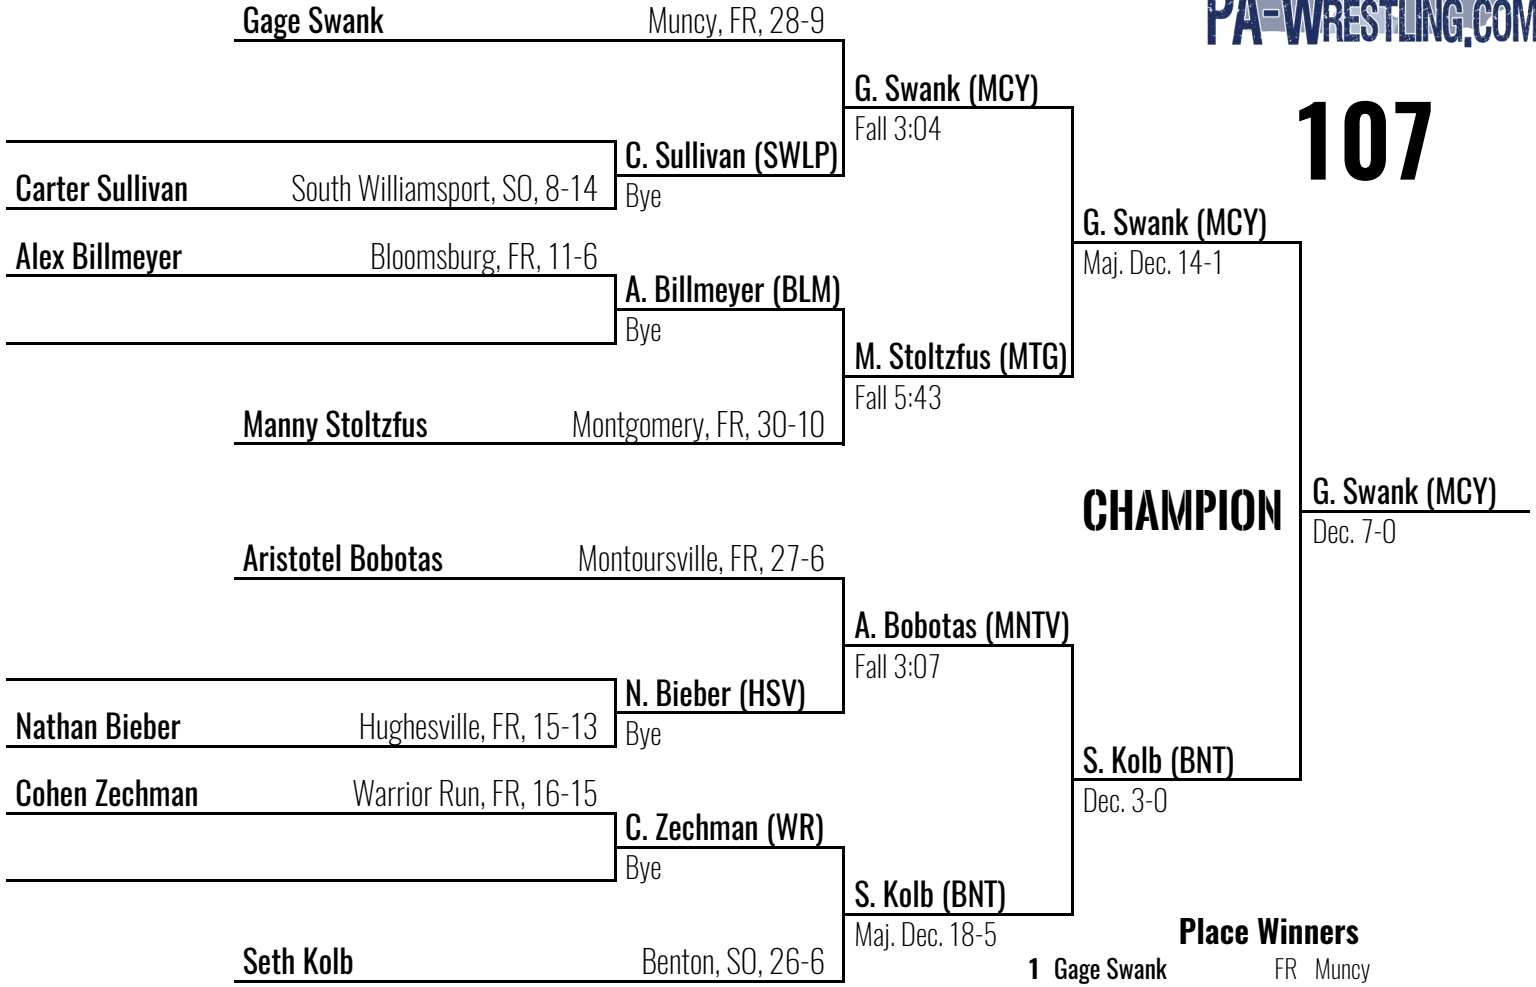 Gage Swank Muncy, FR, 28-9
PA-WRESTLING.COM
G. Swank (MCY)
Fall 3:04
107
C. Sullivan (SWLP)
Carter Sullivan South Williamsport, SO, 8-14
Bye
G. Swank (MCY)
Maj. Dec. 14-1
Alex Billmeyer Bloomsburg, FR, 11-6
A. Billmeyer (BLM)
Bye
M. Stoltzfus (MTG)
Fall 5:43
Manny Stoltzfus Montgomery, FR, 30-10
CHAMPION
G. Swank (MCY)
Dec. 7-0
Aristotel Bobotas Montoursville, FR, 27-6
A. Bobotas (MNTV)
Fall 3:07
N. Bieber (HSV)
Nathan Bieber Hughesville, FR, 15-13
Bye
S. Kolb (BNT)
Dec. 3-0
Cohen Zechman Warrior Run, FR, 16-15
C. Zechman (WR)
Bye
S. Kolb (BNT)
Maj. Dec. 18-5
Seth Kolb Benton, SO, 26-6
Place Winners
1 Gage Swank FR Muncy